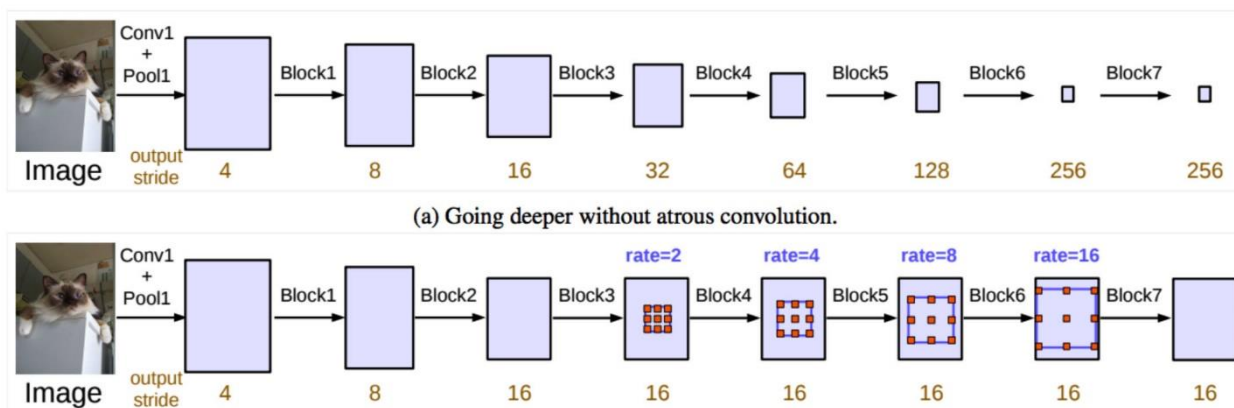 Conv1
+
Pool1
Block1
Block2
Block3
Block4
Block5
Block6
Block7
Image
output
stride
4
8
16
32
64
128
256
256
(a) Going deeper without atrous convolution.
Conv1
+
Pool1
Block1
Block2
Block3
rate=2
Block4
rate=4
Block5
rate=8
Block6
rate=16
Block7
Image
output
stride
4
8
16
16
16
16
16
16